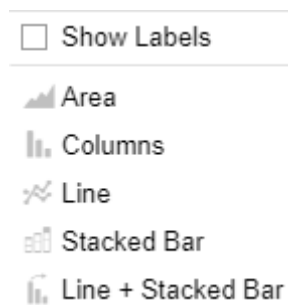 Show Labels
Area
Columns
Line
Stacked Bar
Line + Stacked Bar